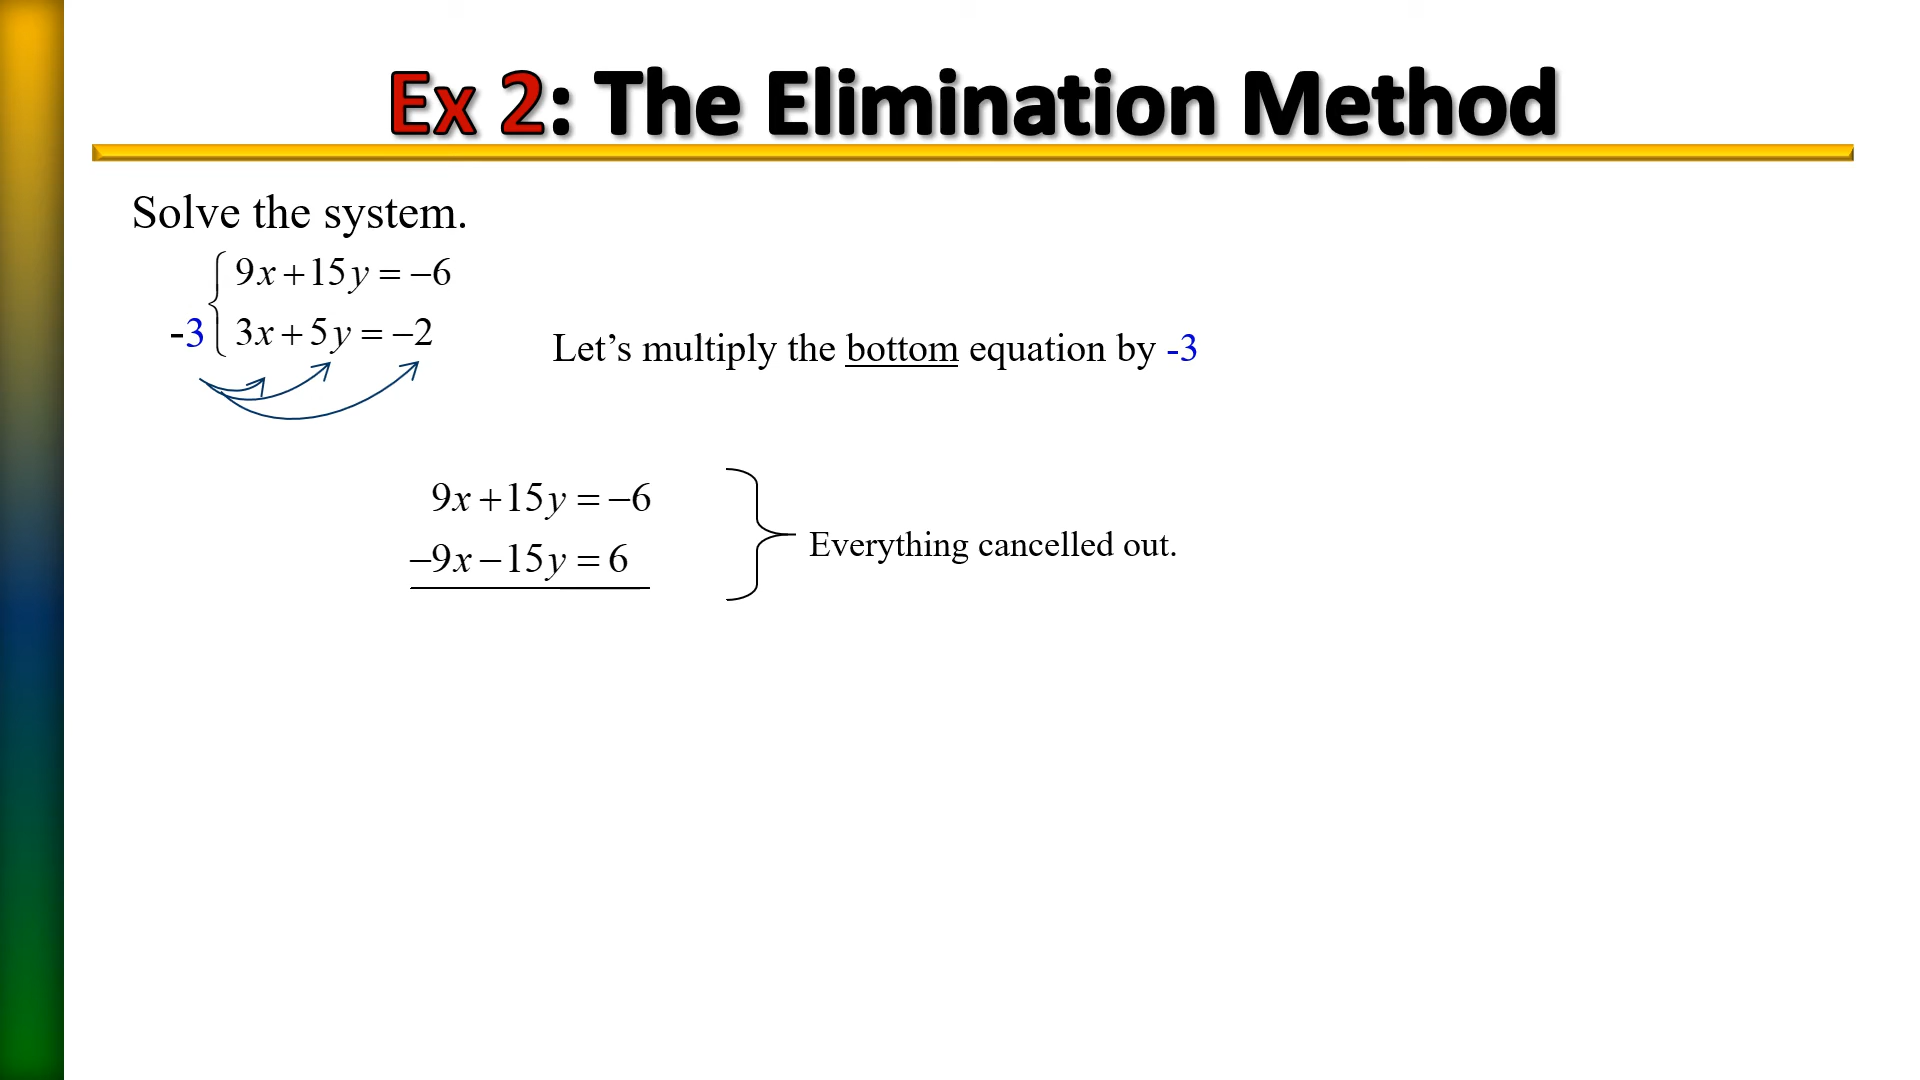 Ex 2: The Elimination Method
Solve the system.
9x+15y = −6
-3 3x+5y = −2
Let’s multiply the bottom equation by -3
9x+15y = −6
−9x−15y = 6
Everything cancelled out.